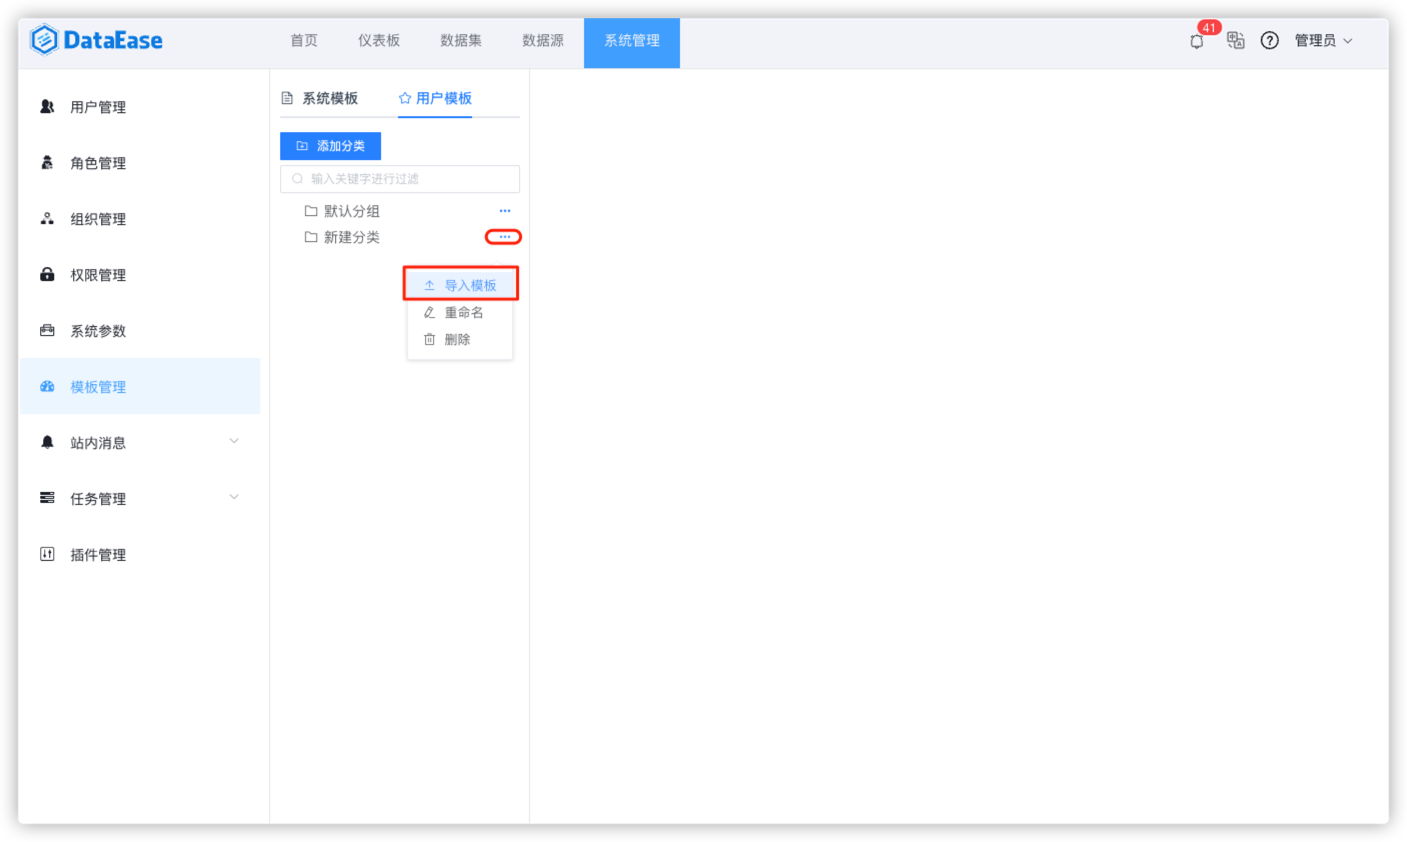 DataEase
首页
仪表板
数据集
数据源
系统管理
41
管理员
用户管理
角色管理
组织管理
权限管理
系统参数
模板管理
站内消息
任务管理
插件管理
系统模板
用户模板
添加分类
输入关键字进行过滤
默认分组
新建分类
导入模板
重命名
删除